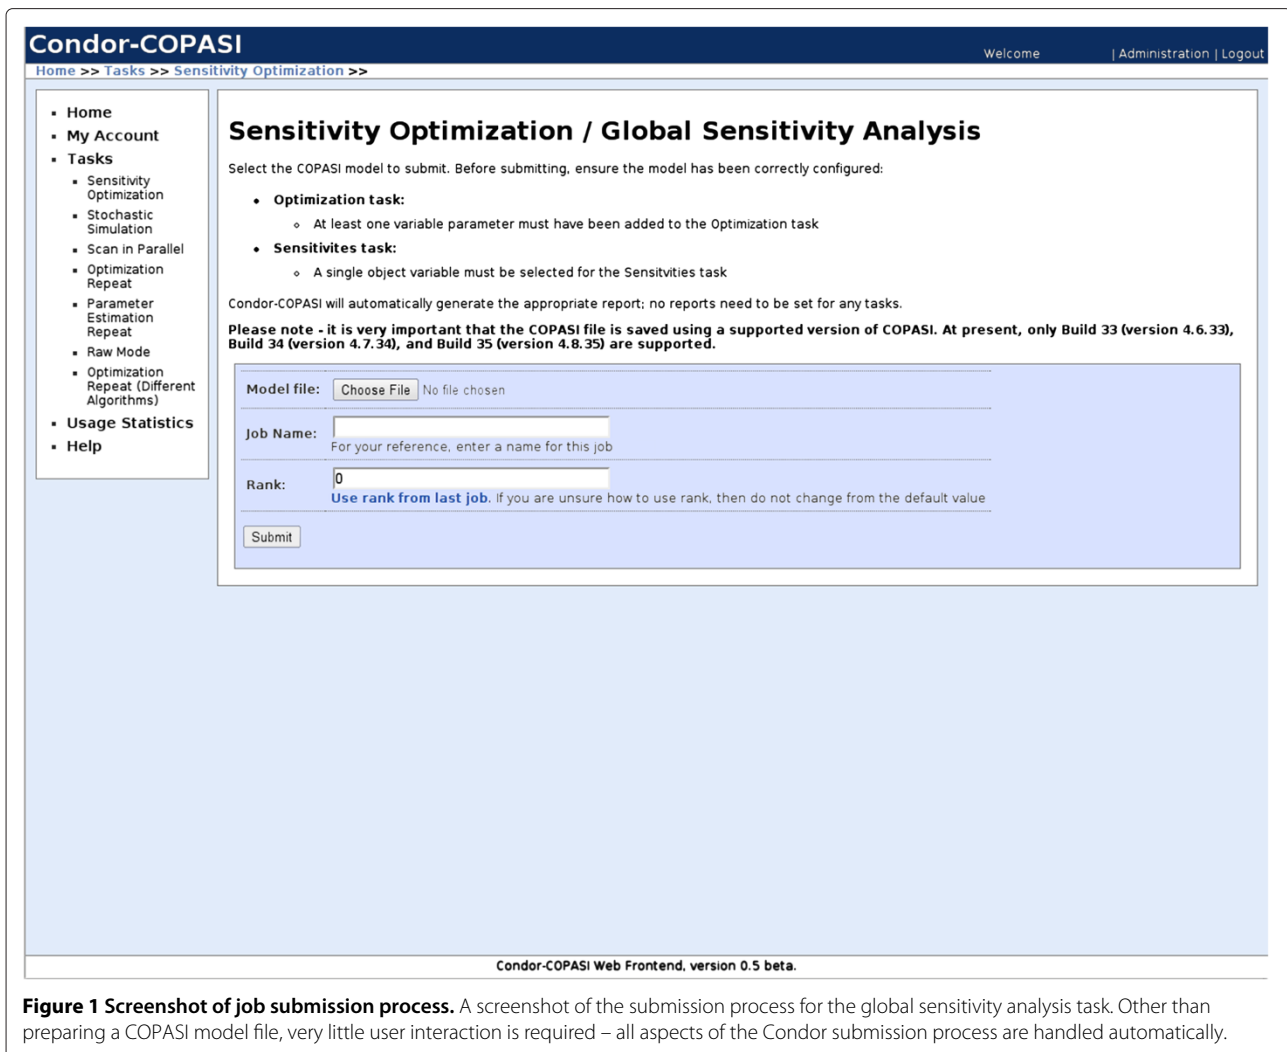 Condor-COPASI
Welcome | Administration | Logout
Home >> Tasks >> Sensitivity Optimization >>
Home
My Account
Tasks
Sensitivity
Optimization
Stochastic
Simulation
Scan in Parallel
Optimization
Repeat
Parameter
Estimation
Repeat
Raw Mode
Optimization
Repeat (Different
Algorithms)
Usage Statistics
Help
Sensitivity Optimization / Global Sensitivity Analysis
Select the COPASI model to submit. Before submitting, ensure the model has been correctly configured:
Optimization task:
At least one variable parameter must have been added to the Optimization task
Sensitivites task:
A single object variable must be selected for the Sensitvities task
Condor-COPASI will automatically generate the appropriate report; no reports need to be set for any tasks.
Please note - it is very important that the COPASI file is saved using a supported version of COPASI. At present, only Build 33 (version 4.6.33),
Build 34 (version 4.7.34), and Build 35 (version 4.8.35) are supported.
Model file: Choose File No file chosen
Job Name:
For your reference, enter a name for this job
Rank: 0
Use rank from last job. If you are unsure how to use rank, then do not change from the default value
Submit
Condor-COPASI Web Frontend, version 0.5 beta.
Figure 1 Screenshot of job submission process. A screenshot of the submission process for the global sensitivity analysis task. Other than
preparing a COPASI model file, very little user interaction is required – all aspects of the Condor submission process are handled automatically.